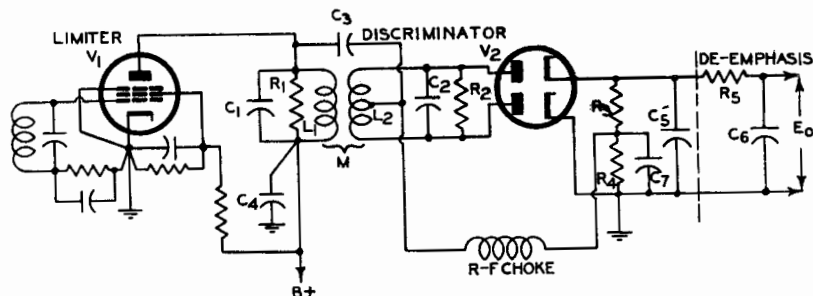 C3
LIMITER
V1
DISCRIMINATOR
V2
DE-EMPHASIS
R1
C1
L1
L2
C2
R2
R3
C5
R5
M
C4
R4
C7
C6
E0
R-F CHOKE
B+